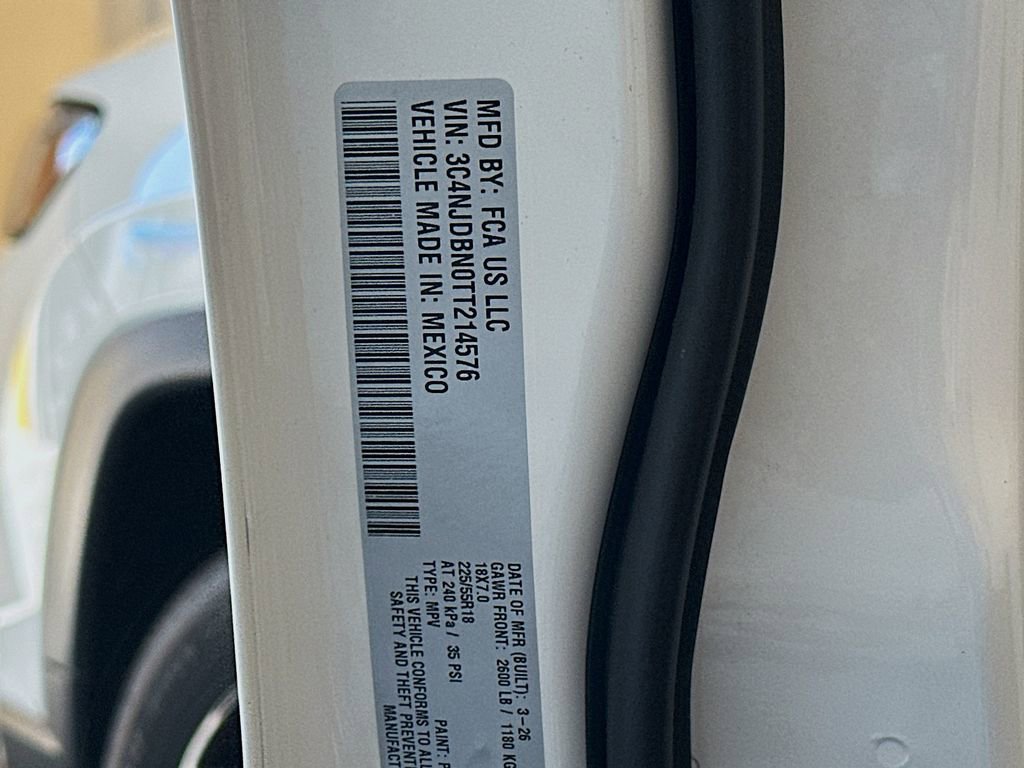 MFD BY: FCA US LLC
VIN: 3C4NJDBN0TT214576
VEHICLE MADE IN: MEXICO
DATE OF MFR (BUILT): 3-26
GAWR FRONT: 2600 LB / 1180 KG
18X7.0
225/55R18
AT 240 kPa / 35 PSI
TYPE: MPV
PAINT: P
THIS VEHICLE CONFORMS TO ALL
SAFETY AND THEFT PREVENTI
MANUFACT